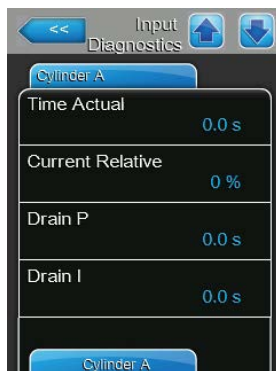 << Input
Diagnostics
Cylinder A
Time Actual
0.0 s
Current Relative
0 %
Drain P
0.0 s
Drain I
0.0 s
Cylinder A